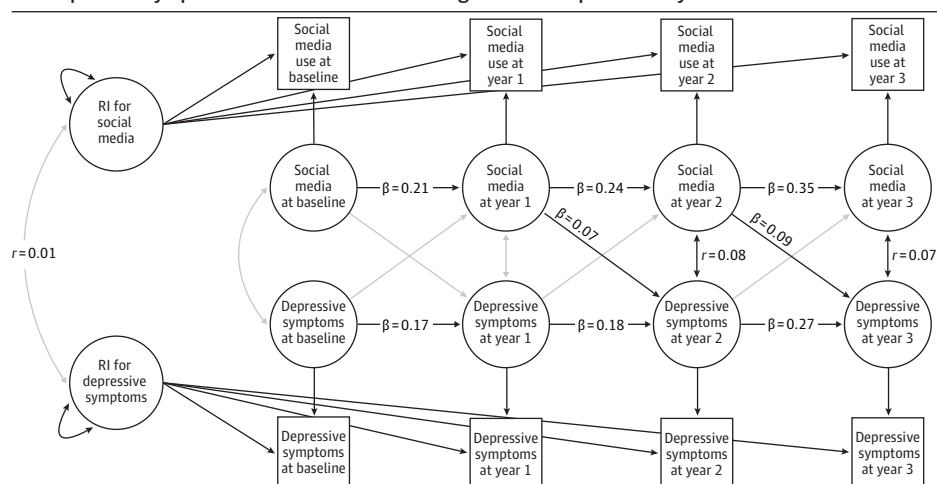 Social
media
use at
baseline
Social
media
use at
year 1
Social
media
use at
year 2
Social
media
use at
year 3
RI for
social
media
Social
media
at baseline
β=0.21
Social
media
at year 1
β=0.24
Social
media
at year 2
β=0.35
Social
media
at year 3
β=0.07
β=0.09
r=0.01
r=0.08
r=0.07
Depressive
symptoms
at baseline
β=0.17
Depressive
symptoms
at year 1
β=0.18
Depressive
symptoms
at year 2
β=0.27
Depressive
symptoms
at year 3
RI for
depressive
symptoms
Depressive
symptoms
at baseline
Depressive
symptoms
at year 1
Depressive
symptoms
at year 2
Depressive
symptoms
at year 3